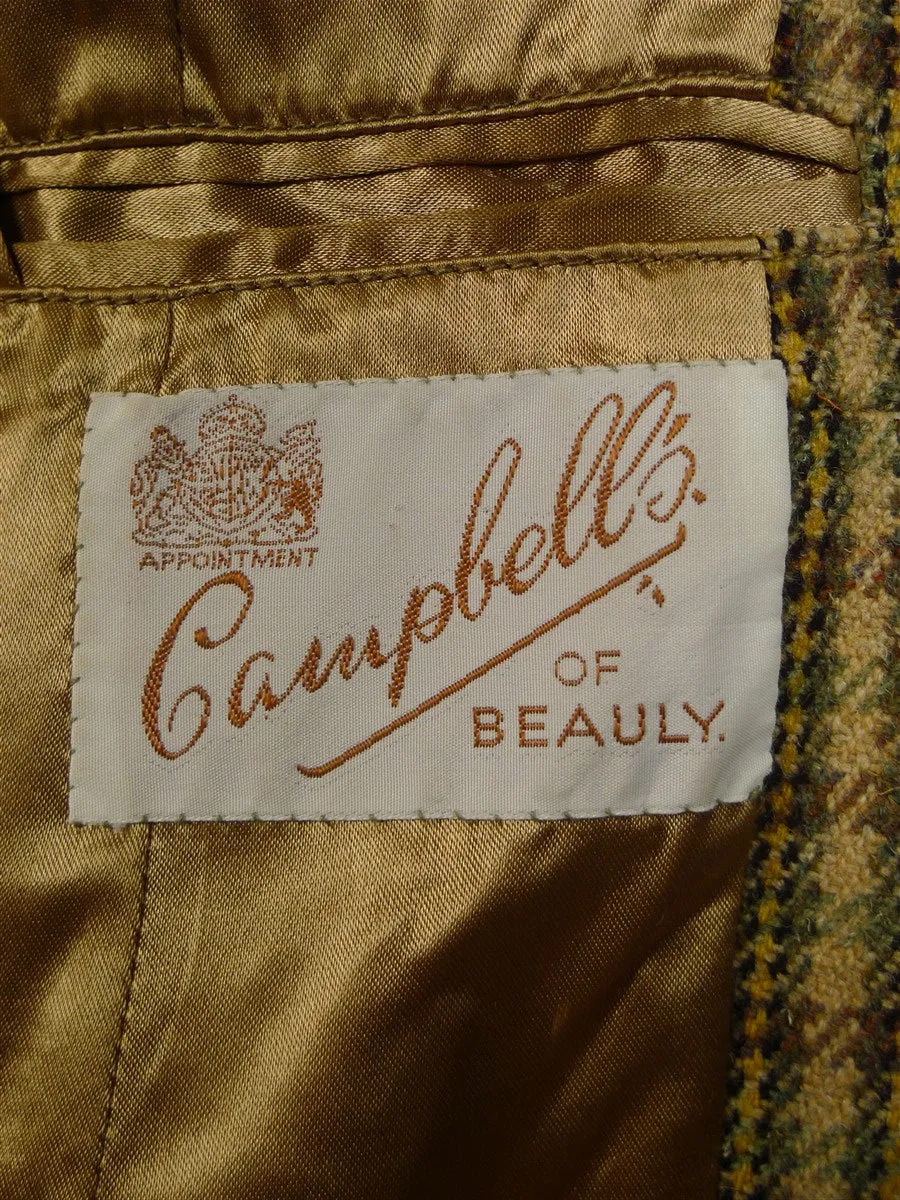 APPOINTMENT
Campbell's.
OF
BEAULY.